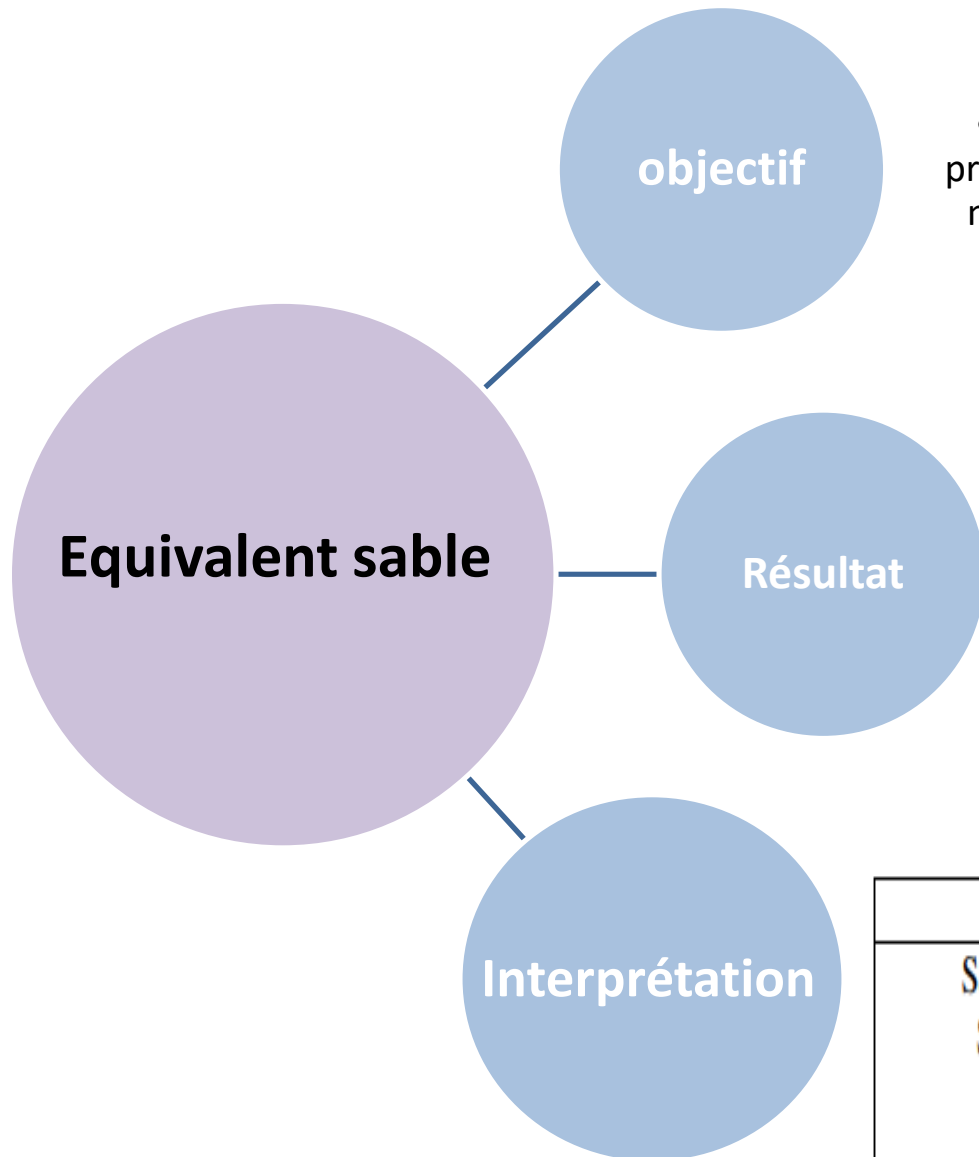 objectif
Equivalent sable
Résultat
Interprétation